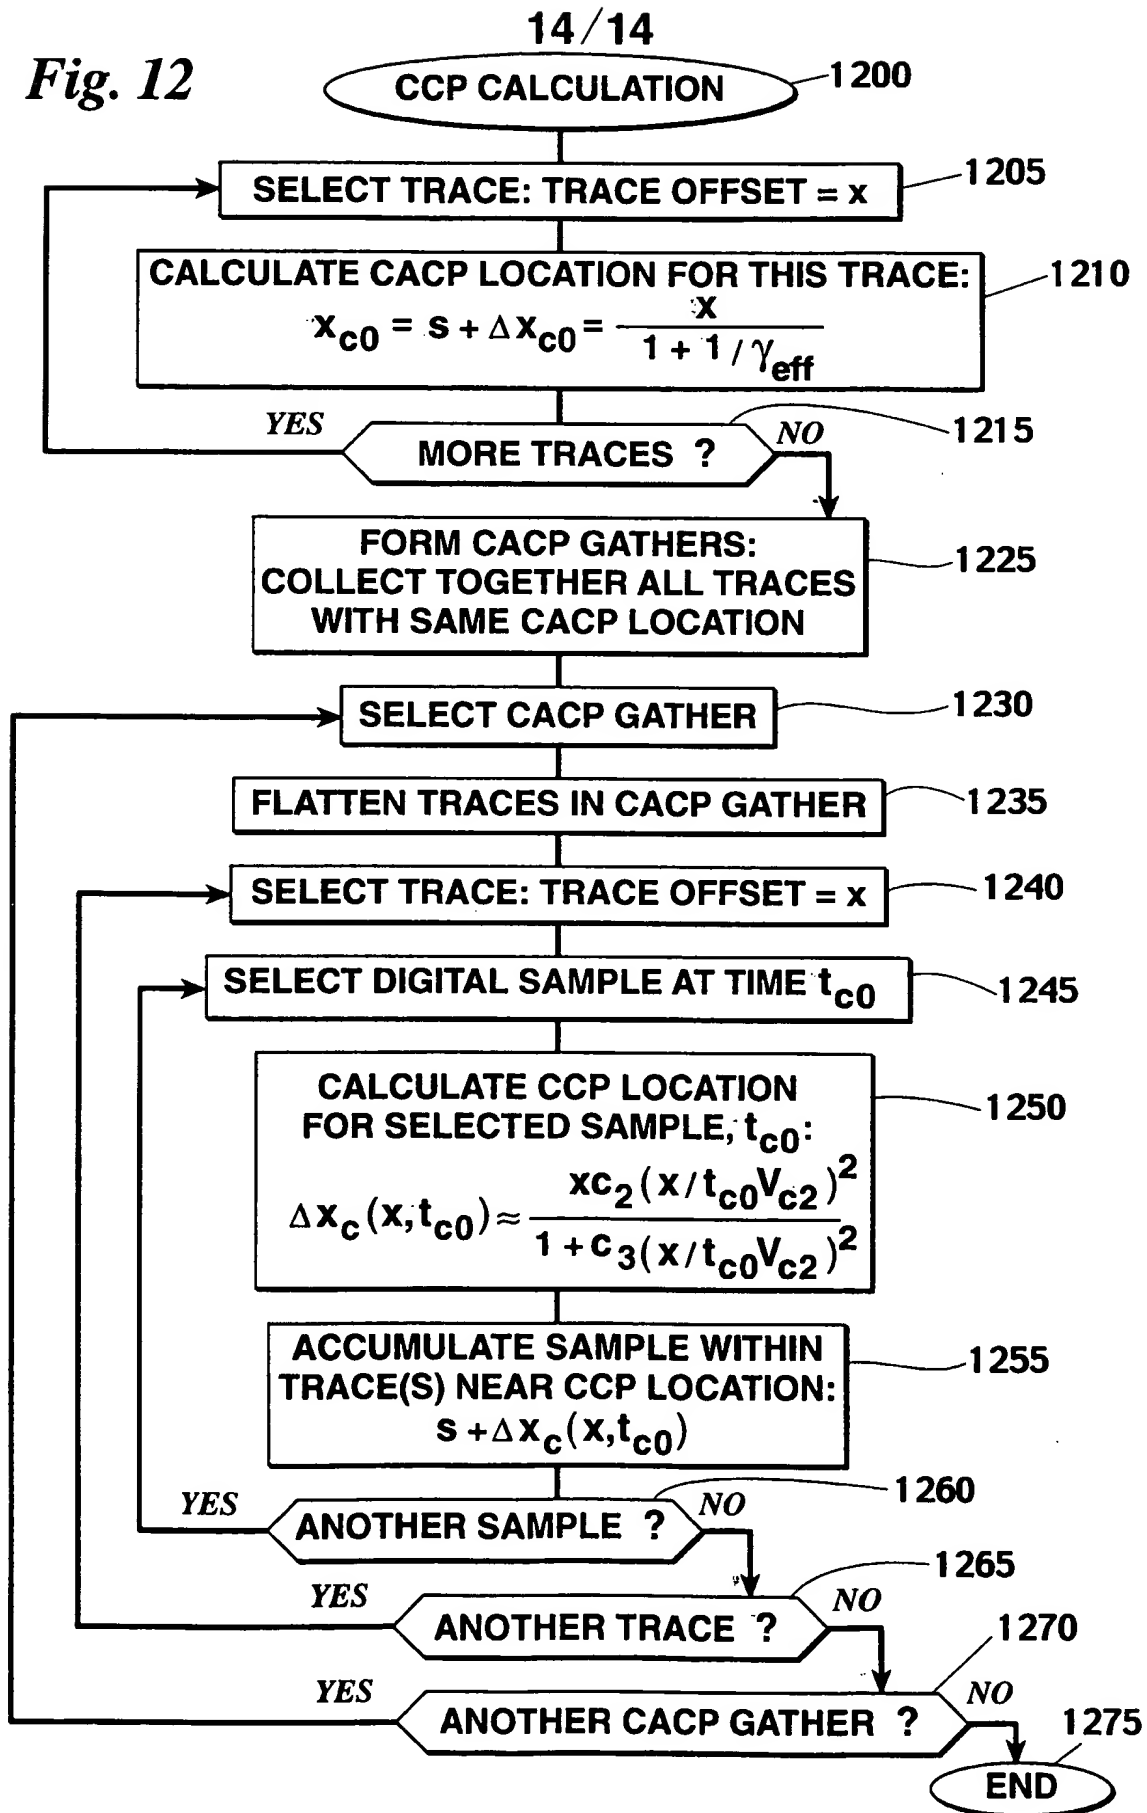 14/14
Fig. 12
CCP CALCULATION
1200
SELECT TRACE: TRACE OFFSET = x
1205
CALCULATE CACP LOCATION FOR THIS TRACE:
x_c0 = s + Δx_c0 = x / (1 + 1/γ_eff)
1210
YES
MORE TRACES ?
NO
1215
FORM CACP GATHERS:
COLLECT TOGETHER ALL TRACES
WITH SAME CACP LOCATION
1225
SELECT CACP GATHER
1230
FLATTEN TRACES IN CACP GATHER
1235
SELECT TRACE: TRACE OFFSET = x
1240
SELECT DIGITAL SAMPLE AT TIME t_c0
1245
CALCULATE CCP LOCATION
FOR SELECTED SAMPLE, t_c0:
Δx_c(x,t_c0) ≈ xc_2(x/t_c0V_c2)^2 / (1+c_3(x/t_c0V_c2)^2)
1250
ACCUMULATE SAMPLE WITHIN
TRACE(S) NEAR CCP LOCATION:
s + Δx_c(x,t_c0)
1255
YES
ANOTHER SAMPLE ?
NO
1260
YES
ANOTHER TRACE ?
NO
1265
YES
ANOTHER CACP GATHER ?
NO
1270
END
1275